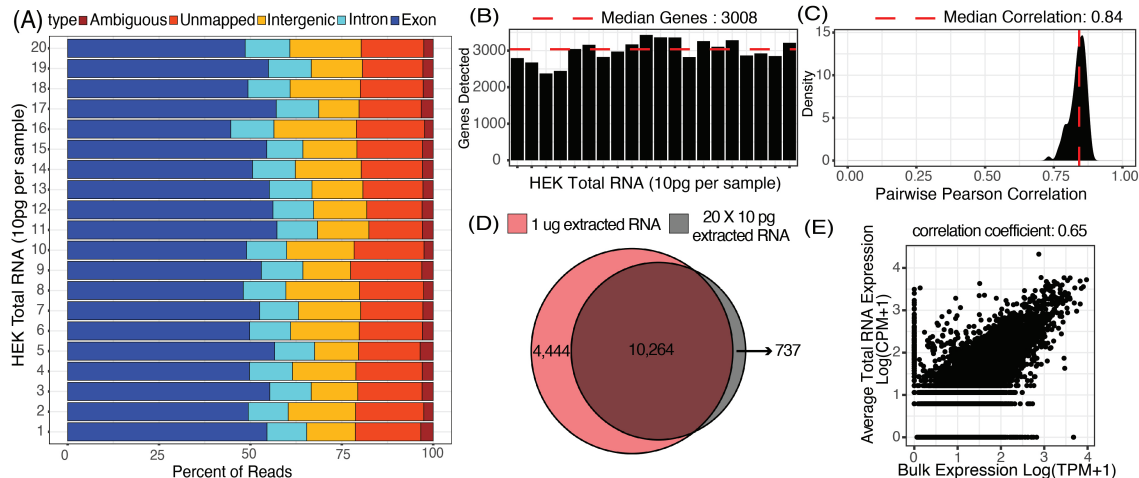 (A)
type Ambiguous Unmapped Intergenic Intron Exon
HEK Total RNA (10pg per sample)
20
19
18
17
16
15
14
13
12
11
10
9
8
7
6
5
4
3
2
1
0 25 50 75 100
Percent of Reads
(B)
Median Genes : 3008
Genes Detected
3000
2000
1000
0
HEK Total RNA (10pg per sample)
(C)
Median Correlation: 0.84
Density
15
10
5
0
0.00 0.25 0.50 0.75 1.00
Pairwise Pearson Correlation
(D)
1 ug extracted RNA
20 X 10 pg
extracted RNA
4,444
10,264
737
(E)
correlation coefficient: 0.65
Average Total RNA Expression
Log(CPM+1)
4
3
2
1
0
0 1 2 3 4
Bulk Expression Log(TPM+1)